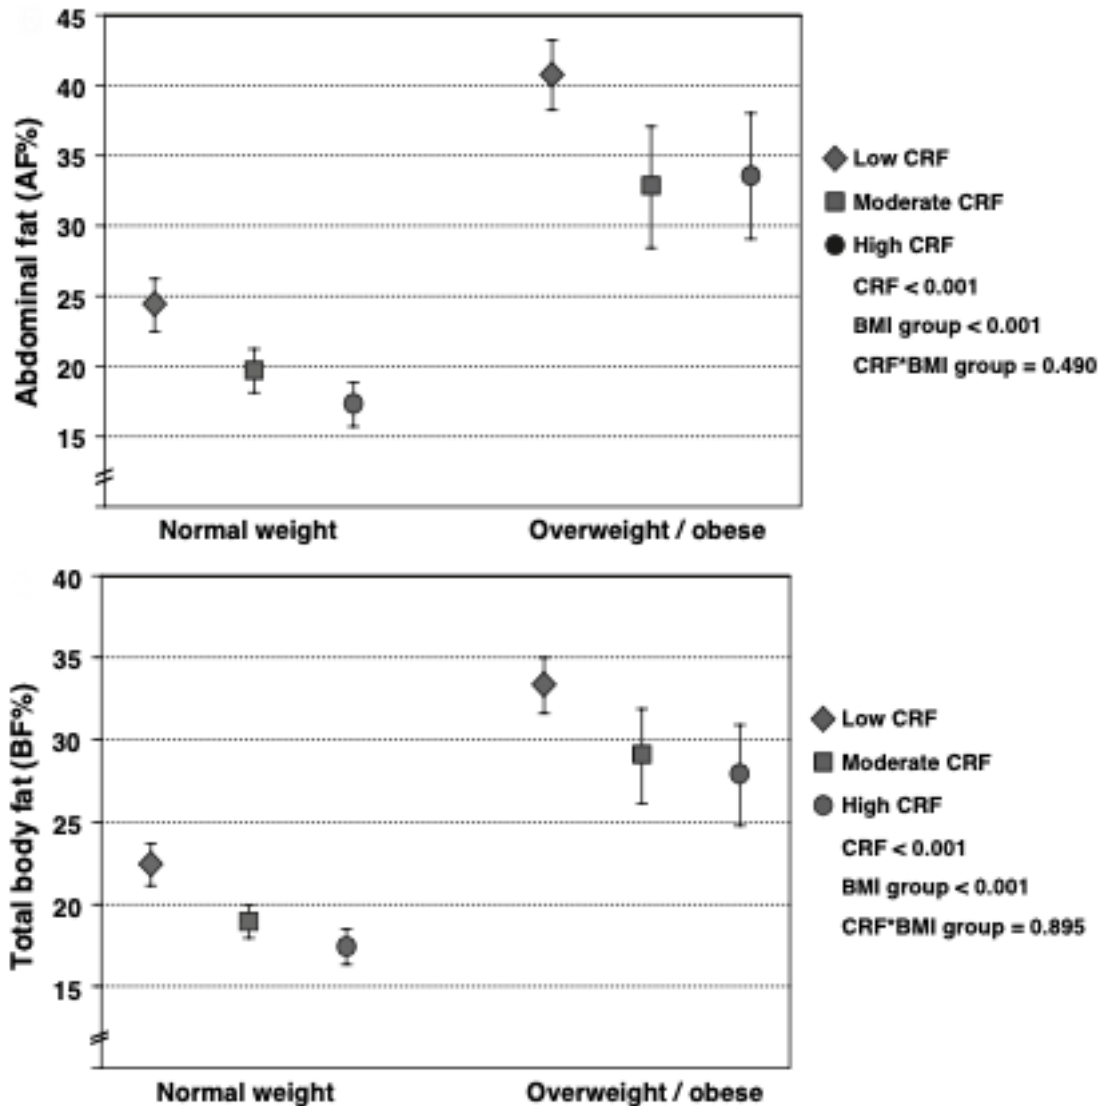 45
40
35
30
25
20
15
Abdominal fat (AF%)
Normal weight
Overweight / obese
Low CRF
Moderate CRF
High CRF
CRF < 0.001
BMI group < 0.001
CRF*BMI group = 0.490
40
35
30
25
20
15
Total body fat (BF%)
Normal weight
Overweight / obese
Low CRF
Moderate CRF
High CRF
CRF < 0.001
BMI group < 0.001
CRF*BMI group = 0.895